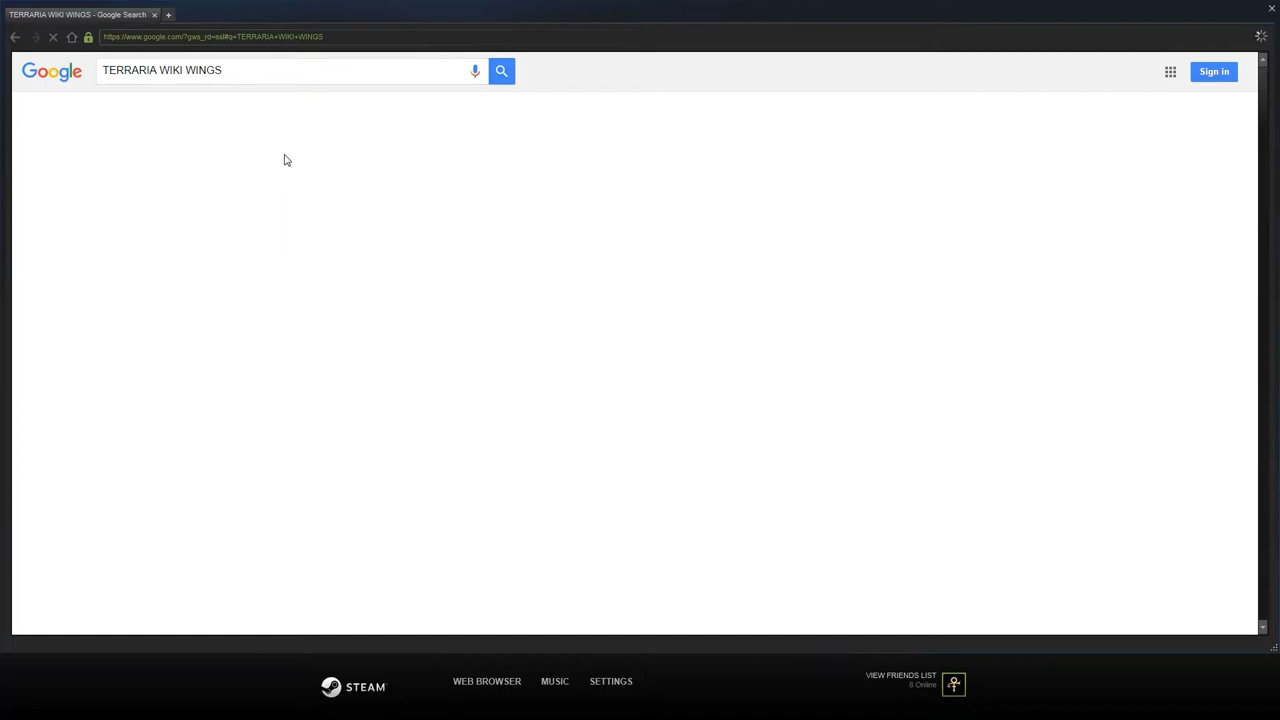 TERRARIA WIKI WINGS - Google Search
https://www.google.com/?gws_rd=ssl#q=TERRARIA+WIKI+WINGS
Google TERRARIA WIKI WINGS Sign in
STEAM WEB BROWSER MUSIC SETTINGS VIEW FRIENDS LIST
6 Online